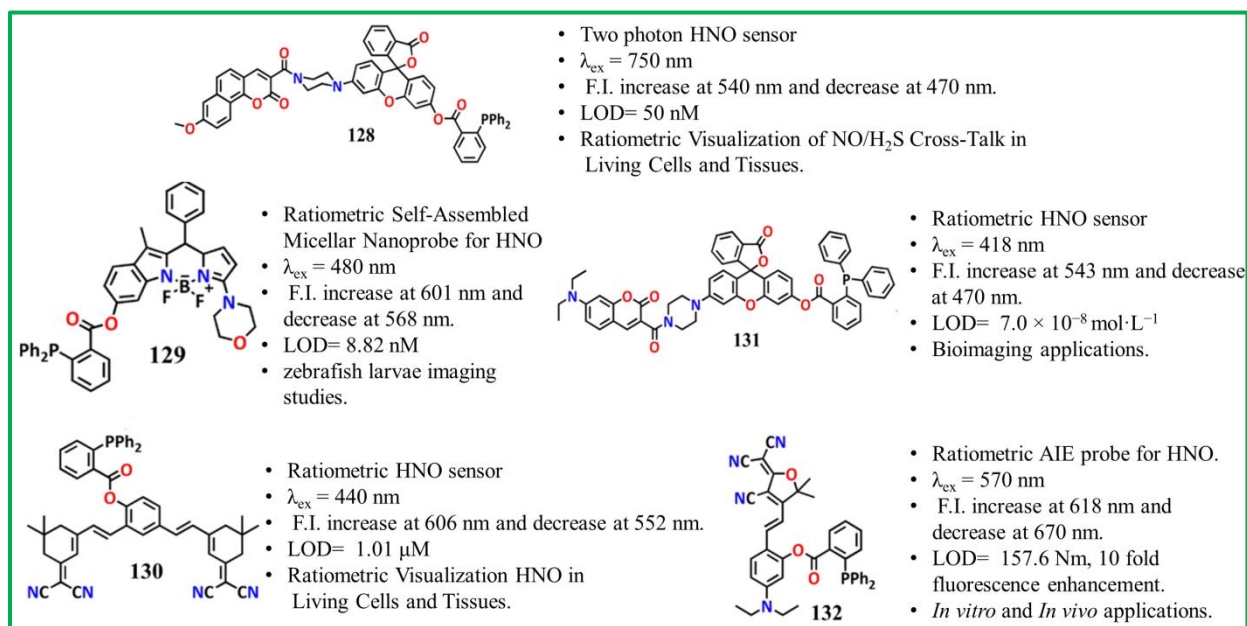 • Two photon HNO sensor
• λex = 750 nm
• F.I. increase at 540 nm and decrease at 470 nm.
• LOD= 50 nM
• Ratiometric Visualization of NO/H2S Cross-Talk in
Living Cells and Tissues.
O
O
O
N
N
O
O
O
O
O
O
O
PPh2
128
• Ratiometric Self-Assembled
Micellar Nanoprobe for HNO
• λex = 480 nm
• F.I. increase at 601 nm and
decrease at 568 nm.
• LOD= 8.82 nM
• zebrafish larvae imaging
studies.
N
B
N
+
F
F
N
O
O
O
Ph2P
129
• Ratiometric HNO sensor
• λex = 418 nm
• F.I. increase at 543 nm and decrease
at 470 nm.
• LOD= 7.0 × 10−8 mol·L−1
• Bioimaging applications.
O
O
P
N
O
O
N
N
O
O
O
O
131
PPh2
O
O
NC
CN
NC
CN
130
• Ratiometric HNO sensor
• λex = 440 nm
• F.I. increase at 606 nm and decrease at 552 nm.
• LOD= 1.01 μM
• Ratiometric Visualization HNO in
Living Cells and Tissues.
CN
NC
O
NC
O
O
PPh2
N
132
• Ratiometric AIE probe for HNO.
• λex = 570 nm
• F.I. increase at 618 nm and
decrease at 670 nm.
• LOD= 157.6 Nm, 10 fold
fluorescence enhancement.
• In vitro and In vivo applications.